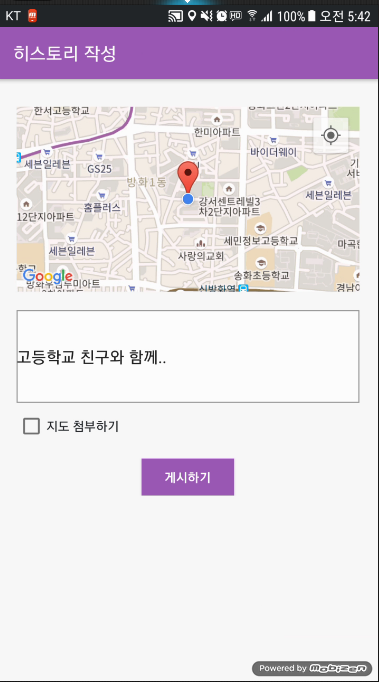 KT 100% 오전 5:42
히스토리 작성
한서고등학교
한미아파트
세븐일레븐
GS25
바이더웨이
방화1동
세븐일레븐
홈플러스
강서센트레빌3
차2단지아파트
12단지아파트
세민정보고등학교
세븐일레븐
마곡한
사랑의교회
송화초등학교
Google
신방화역
경남아
고등학교 친구와 함께..
지도 첨부하기
게시하기
Powered by Mobizen